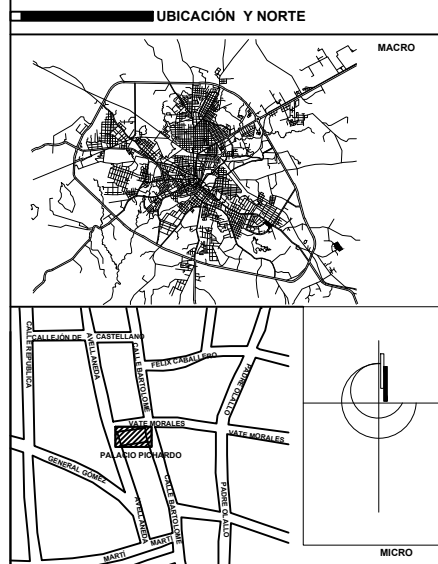 UBICACIÓN Y NORTE
MACRO
CALLE REPUBLICA
CALLEJÓN DE CASTELLANO
AVELLANEDA
CALLE BARTOLOMÉ
FELIX CABALLERO
PADRE OLALLO
VATE MORALES
VATE MORALES
PALACIO PICHARDO
GENERAL GÓMEZ
AVELLANEDA
CALLE BARTOLOMÉ
PADRE OLALLO
MARTÍ
MARTÍ
MICRO